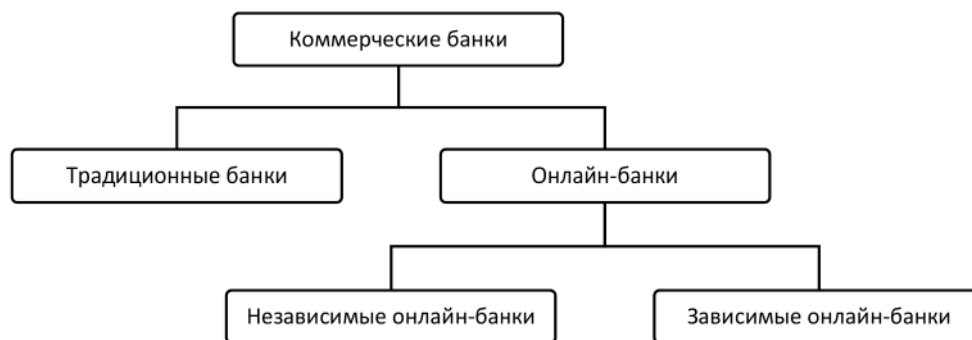 Коммерческие банки
Традиционные банки
Онлайн-банки
Независимые онлайн-банки
Зависимые онлайн-банки